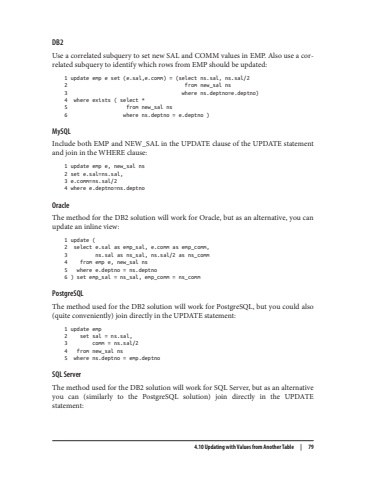 DB2
Use a correlated subquery to set new SAL and COMM values in EMP. Also use a cor-
related subquery to identify which rows from EMP should be updated:
1 update emp e set (e.sal,e.comm) = (select ns.sal, ns.sal/2
2 from new_sal ns
3 where ns.deptno=e.deptno)
4 where exists ( select *
5 from new_sal ns
6 where ns.deptno = e.deptno )
MySQL
Include both EMP and NEW_SAL in the UPDATE clause of the UPDATE statement
and join in the WHERE clause:
1 update emp e, new_sal ns
2 set e.sal=ns.sal,
3 e.comm=ns.sal/2
4 where e.deptno=ns.deptno
Oracle
The method for the DB2 solution will work for Oracle, but as an alternative, you can
update an inline view:
1 update (
2 select e.sal as emp_sal, e.comm as emp_comm,
3 ns.sal as ns_sal, ns.sal/2 as ns_comm
4 from emp e, new_sal ns
5 where e.deptno = ns.deptno
6 ) set emp_sal = ns_sal, emp_comm = ns_comm
PostgreSQL
The method used for the DB2 solution will work for PostgreSQL, but you could also
(quite conveniently) join directly in the UPDATE statement:
1 update emp
2 set sal = ns.sal,
3 comm = ns.sal/2
4 from new_sal ns
5 where ns.deptno = emp.deptno
SQL Server
The method used for the DB2 solution will work for SQL Server, but as an alternative
you can (similarly to the PostgreSQL solution) join directly in the UPDATE
statement:
4.10 Updating with Values from Another Table | 79